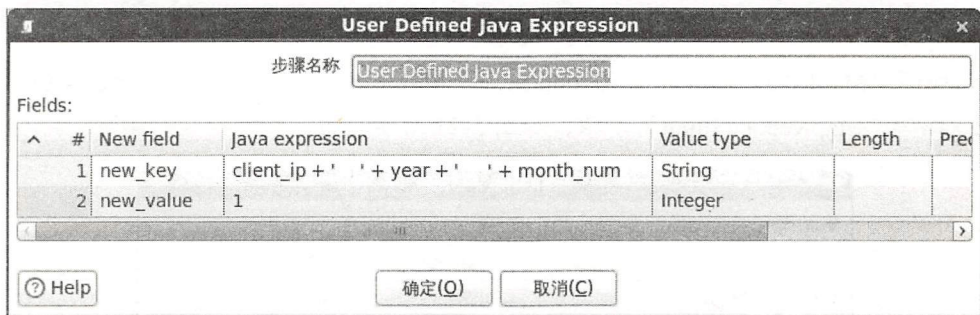 User Defined Java Expression
步骤名称 User Defined Java Expression
Fields:
# New field Java expression Value type Length Prec
1 new_key client_ip + ' ' + year + ' ' + month_num String
2 new_value 1 Integer
Help 确定(O) 取消(C)